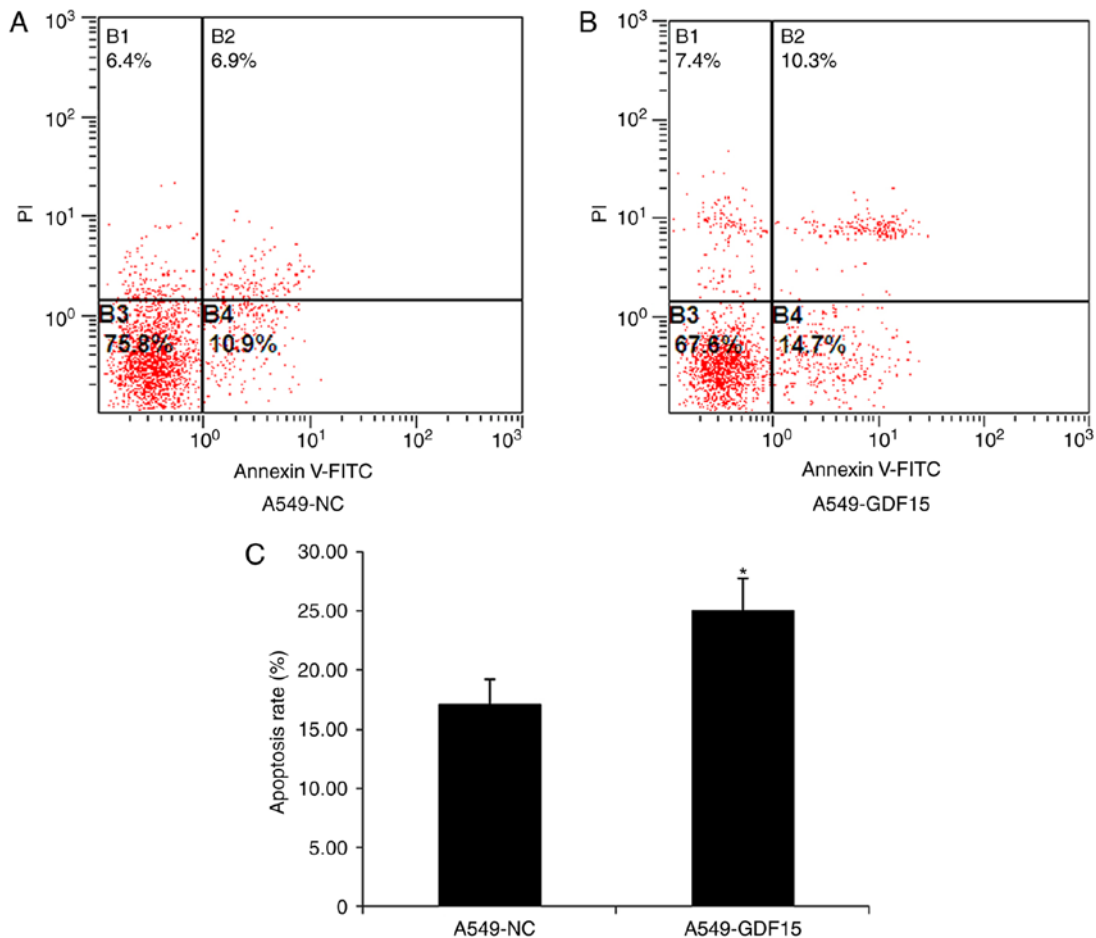 A
10³
10²
10¹
10⁰
PI
B1
6.4%
B2
6.9%
B3
75.8%
B4
10.9%
10⁰ 10¹ 10² 10³
Annexin V-FITC
A549-NC
B
10³
10²
10¹
10⁰
PI
B1
7.4%
B2
10.3%
B3
67.6%
B4
14.7%
10⁰ 10¹ 10² 10³
Annexin V-FITC
A549-GDF15
C
Apoptosis rate (%)
30.00
25.00
20.00
15.00
10.00
5.00
0
*
A549-NC A549-GDF15